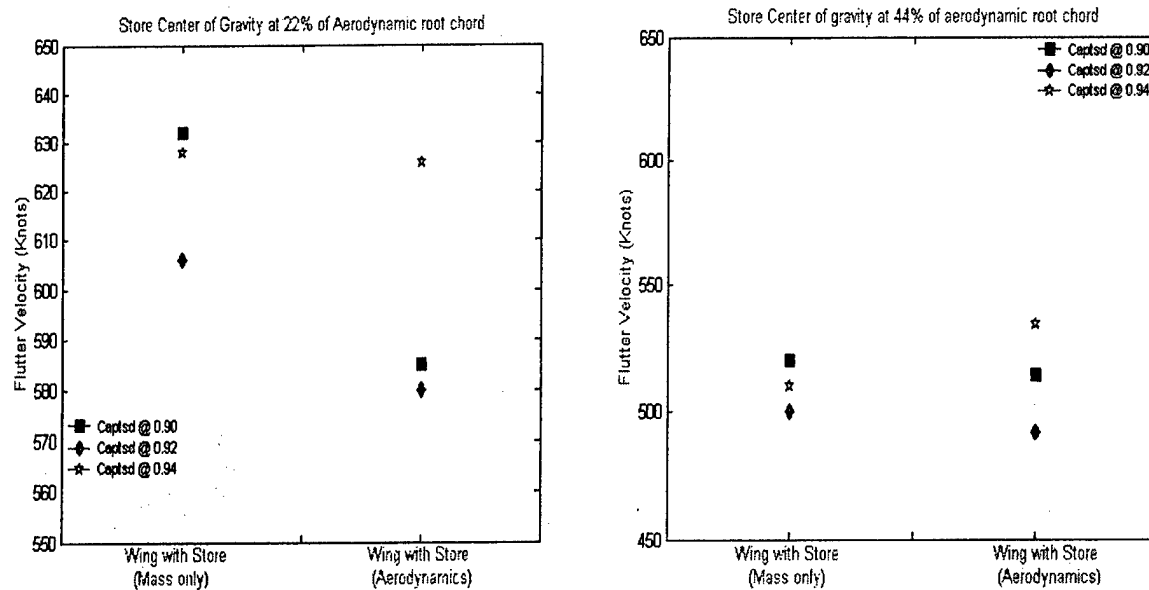 Store Center of Gravity at 22% of Aerodynamic root chord
650
640
630
620
610
600
590
580
570
560
550
Flutter Velocity (Knots)
Captsd @ 0.90
Captsd @ 0.92
Captsd @ 0.94
Wing with Store
(Mass only)
Wing with Store
(Aerodynamics)
Store Center of gravity at 44% of aerodynamic root chord
650
600
550
500
450
Flutter Velocity (Knots)
Captsd @ 0.90
Captsd @ 0.92
Captsd @ 0.94
Wing with Store
(Mass only)
Wing with Store
(Aerodynamics)